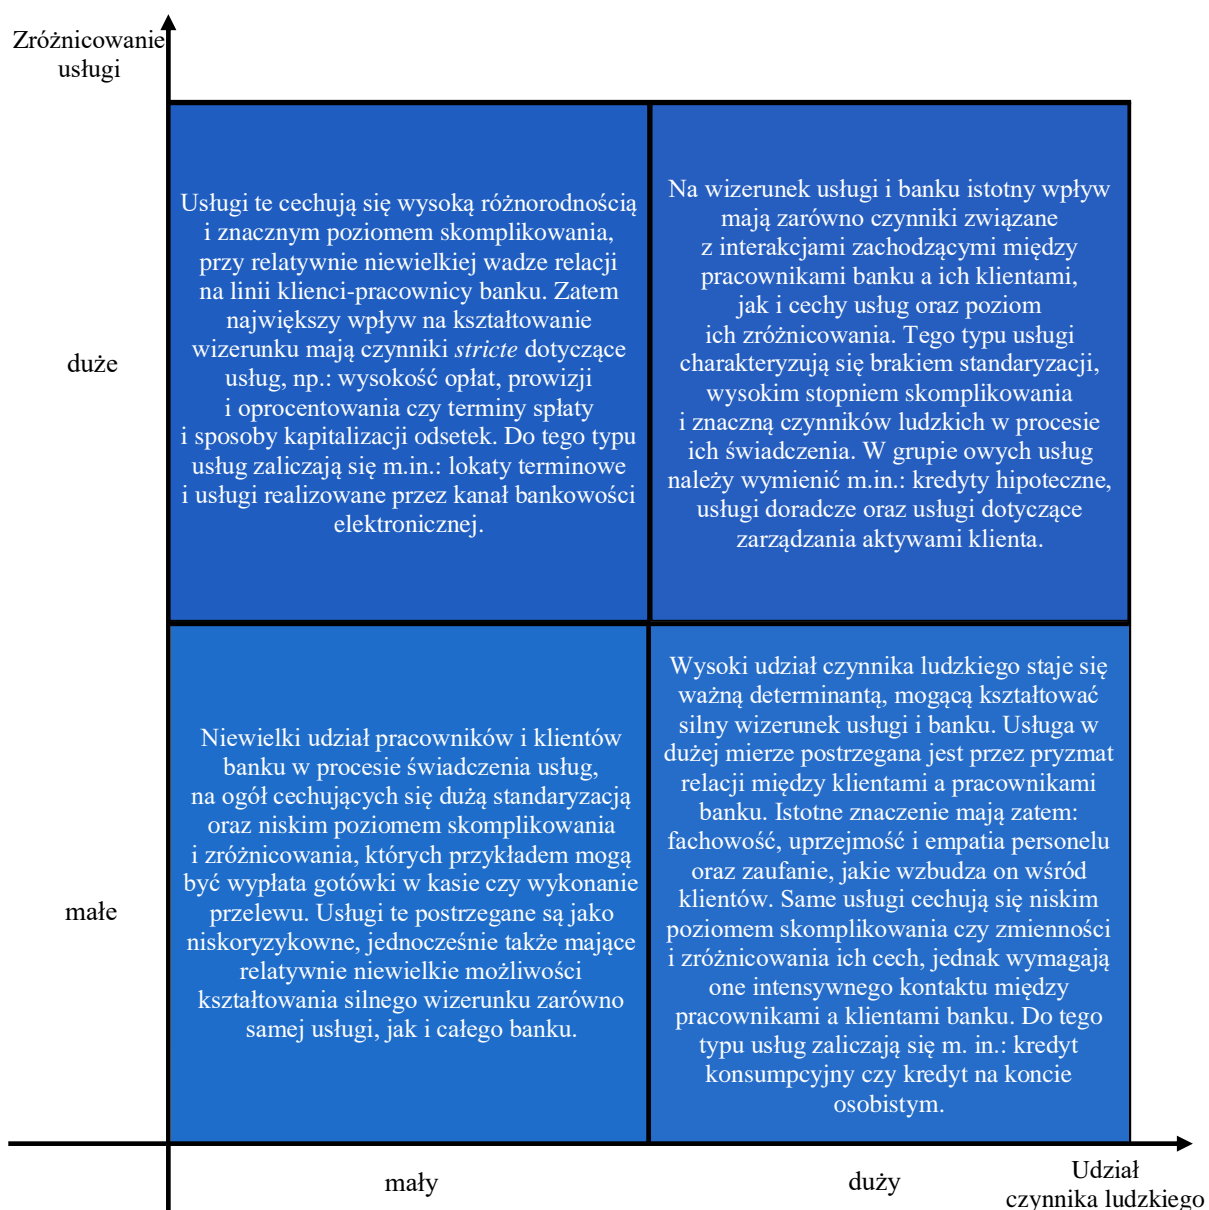 Zróżnicowanie
usługi
duże
Usługi te cechują się wysoką różnorodnością
i znacznym poziomem skomplikowania,
przy relatywnie niewielkiej wadze relacji
na linii klienci-pracownicy banku. Zatem
największy wpływ na kształtowanie
wizerunku mają czynniki stricte dotyczące
usług, np.: wysokość opłat, prowizji
i oprocentowania czy terminy spłaty
i sposoby kapitalizacji odsetek. Do tego typu
usług zaliczają się m.in.: lokaty terminowe
i usługi realizowane przez kanał bankowości
elektronicznej.
Na wizerunek usługi i banku istotny wpływ
mają zarówno czynniki związane
z interakcjami zachodzącymi między
pracownikami banku a ich klientami,
jak i cechy usług oraz poziom
ich zróżnicowania. Tego typu usługi
charakteryzują się brakiem standaryzacji,
wysokim stopniem skomplikowania
i znaczną czynników ludzkich w procesie
ich świadczenia. W grupie owych usług
należy wymienić m.in.: kredyty hipoteczne,
usługi doradcze oraz usługi dotyczące
zarządzania aktywami klienta.
małe
Niewielki udział pracowników i klientów
banku w procesie świadczenia usług,
na ogół cechujących się dużą standaryzacją
oraz niskim poziomem skomplikowania
i zróżnicowania, których przykładem mogą
być wypłata gotówki w kasie czy wykonanie
przelewu. Usługi te postrzegane są jako
niskoryzykowne, jednocześnie także mające
relatywnie niewielkie możliwości
kształtowania silnego wizerunku zarówno
samej usługi, jak i całego banku.
Wysoki udział czynnika ludzkiego staje się
ważną determinantą, mogącą kształtować
silny wizerunek usługi i banku. Usługa w
dużej mierze postrzegana jest przez pryzmat
relacji między klientami a pracownikami
banku. Istotne znaczenie mają zatem:
fachowość, uprzejmość i empatia personelu
oraz zaufanie, jakie wzbudza on wśród
klientów. Same usługi cechują się niskim
poziomem skomplikowania czy zmienności
i zróżnicowania ich cech, jednak wymagają
one intensywnego kontaktu między
pracownikami a klientami banku. Do tego
typu usług zaliczają się m. in.: kredyt
konsumpcyjny czy kredyt na koncie
osobistym.
mały
duży
Udział
czynnika ludzkiego